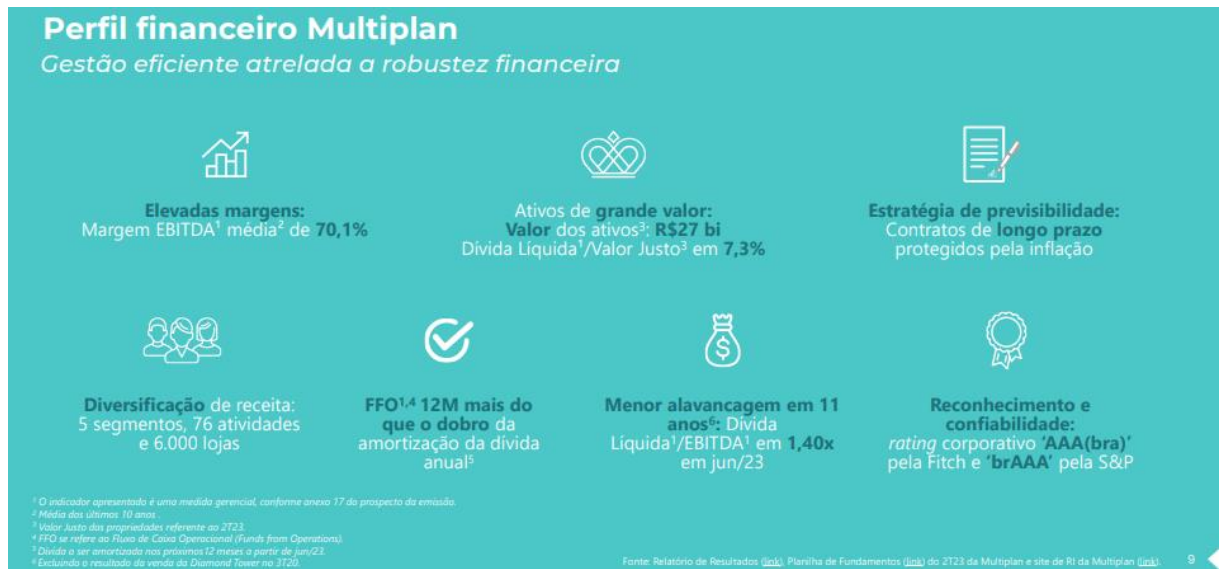 Perfil financeiro Multiplan
Gestão eficiente atrelada a robustez financeira
Elevadas margens:
Margem EBITDA¹ média² de 70,1%
Ativos de grande valor:
Valor dos ativos³: R$27 bi
Dívida Líquida¹/Valor Justo³ em 7,3%
Estratégia de previsibilidade:
Contratos de longo prazo
protegidos pela inflação
Diversificação de receita:
5 segmentos, 76 atividades
e 6.000 lojas
FFO¹,⁴ 12M mais do
que o dobro da
amortização da dívida
anual⁵
Menor alavancagem em 11
anos⁶: Dívida
Líquida¹/EBITDA¹ em 1,40x
em jun/23
Reconhecimento e
confiabilidade:
rating corporativo 'AAA(bra)'
pela Fitch e 'brAAA' pela S&P
¹ O indicador apresentado é uma medida gerencial, conforme anexo 17 do prospecto da emissão.
² Média dos últimos 10 anos .
³ Valor Justo das propriedades referente ao 2T23.
⁴ FFO se refere ao Fluxo de Caixa Operacional (Funds from Operations).
⁵ Dívida a ser amortizada nos próximos 12 meses a partir de jun/23.
⁶ Excluindo o resultado da venda da Diamond Tower no 3T20.
Fonte: Relatório de Resultados (link), Planilha de Fundamentos (link) do 2T23 da Multiplan e site de RI da Multiplan (link).
9